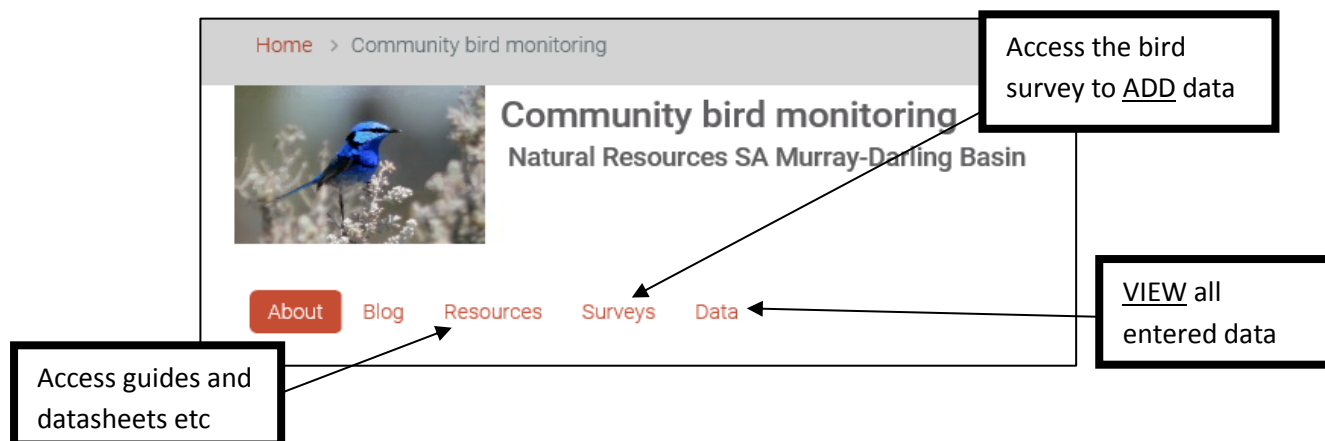 Home > Community bird monitoring
Access the bird
survey to ADD data
Community bird monitoring
Natural Resources SA Murray-Darling Basin
VIEW all
entered data
About Blog Resources Surveys Data
Access guides and
datasheets etc